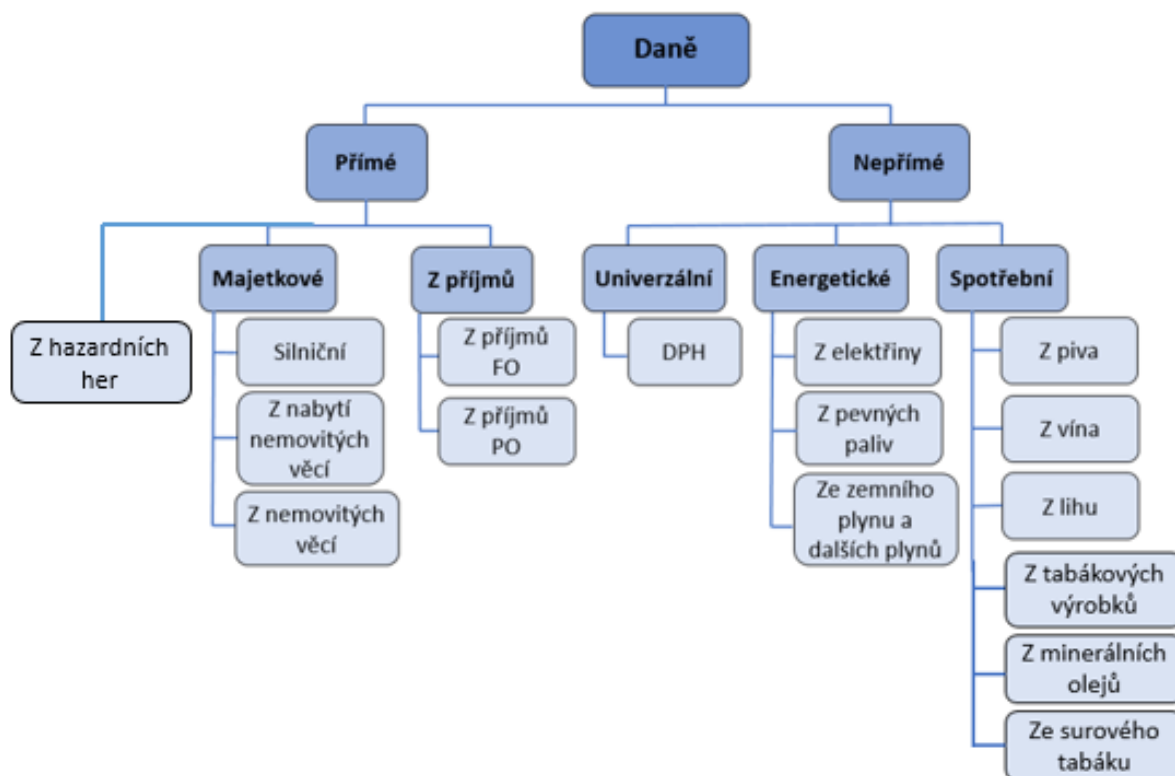 Daně
Přímé
Nepřímé
Z hazardních
her
Majetkové
Silniční
Z nabytí
nemovitých
věcí
Z nemovitých
věcí
Z příjmů
Z příjmů
FO
Z příjmů
PO
Univerzální
DPH
Energetické
Z elektřiny
Z pevných
paliv
Ze zemního
plynu a
dalších plynů
Spotřební
Z piva
Z vína
Z lihu
Z tabákových
výrobků
Z minerálních
olejů
Ze surového
tabáku